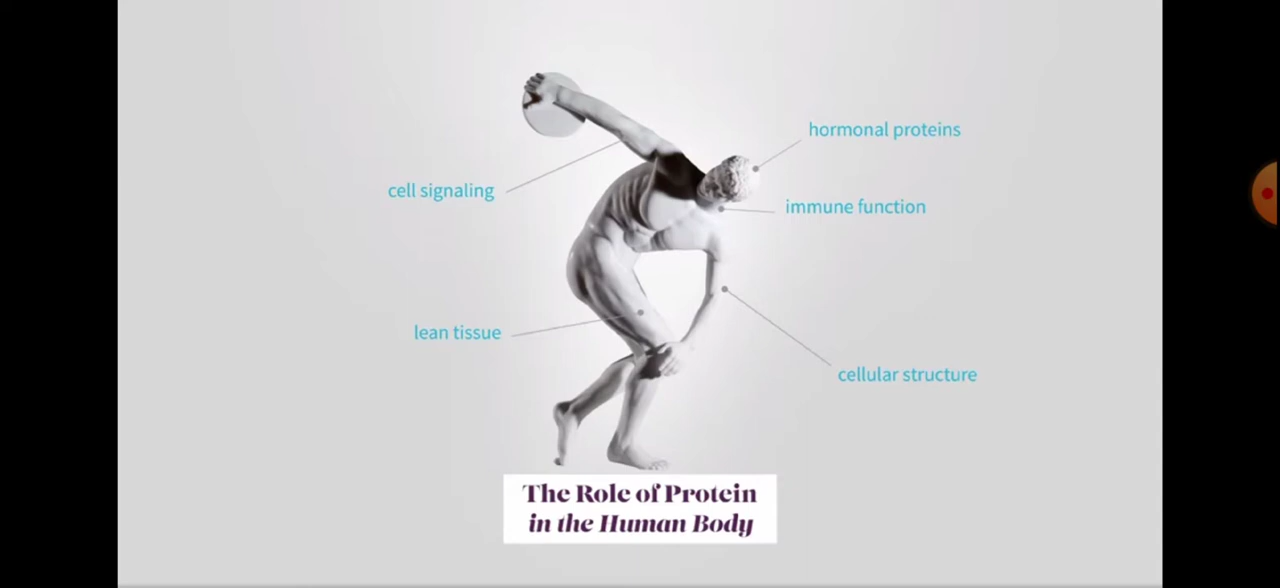 hormonal proteins
cell signaling
immune function
lean tissue
cellular structure
The Role of Protein
in the Human Body